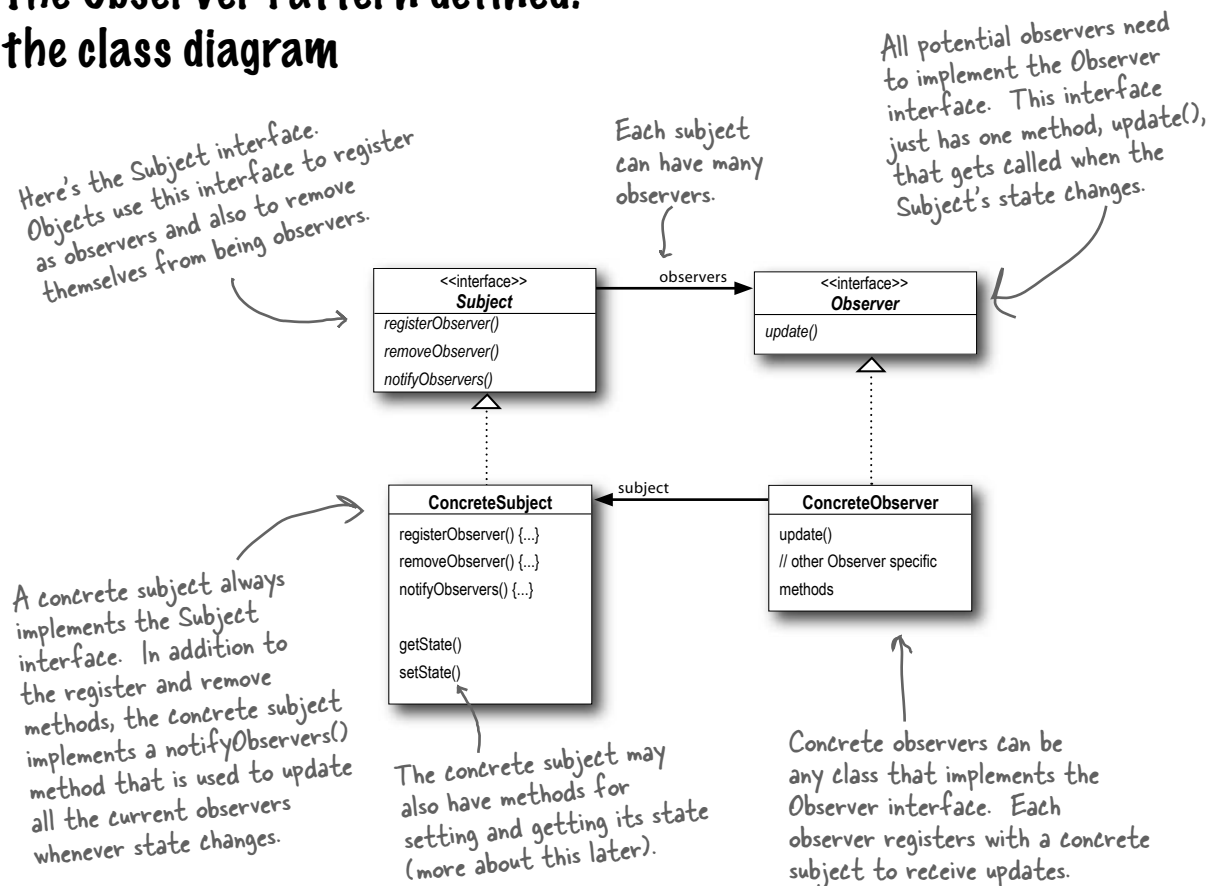 The Observer Pattern defined:
the class diagram
All potential observers need
to implement the Observer
interface. This interface
just has one method, update(),
that gets called when the
Subject's state changes.
Each subject
can have many
observers.
Here's the Subject interface.
Objects use this interface to register
as observers and also to remove
themselves from being observers.
<<interface>>
Subject
registerObserver()
removeObserver()
notifyObservers()
observers
<<interface>>
Observer
update()
ConcreteSubject
registerObserver() {...}
removeObserver() {...}
notifyObservers() {...}
getState()
setState()
subject
ConcreteObserver
update()
// other Observer specific
methods
A concrete subject always
implements the Subject
interface. In addition to
the register and remove
methods, the concrete subject
implements a notifyObservers()
method that is used to update
all the current observers
whenever state changes.
The concrete subject may
also have methods for
setting and getting its state
(more about this later).
Concrete observers can be
any class that implements the
Observer interface. Each
observer registers with a concrete
subject to receive updates.